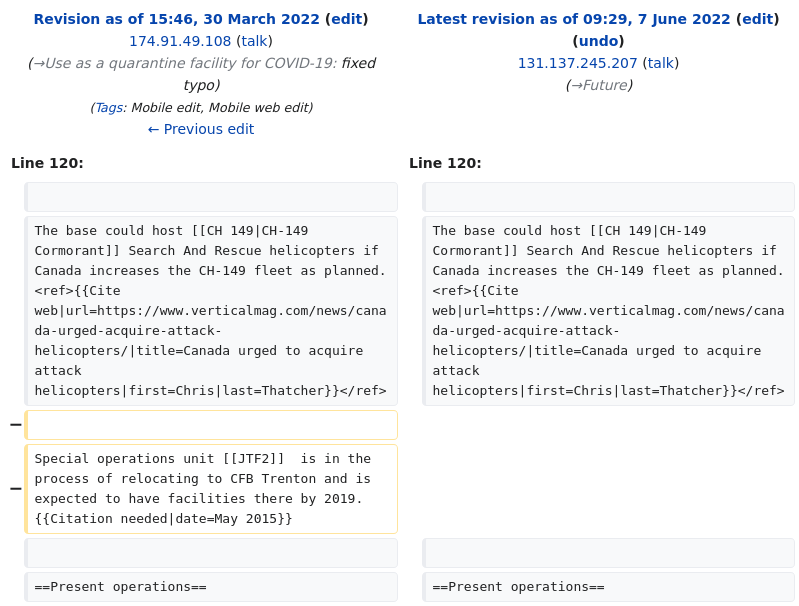 Revision as of 15:46, 30 March 2022 (edit)
174.91.49.108 (talk)
(→Use as a quarantine facility for COVID-19: fixed
typo)
(Tags: Mobile edit, Mobile web edit)
← Previous edit
Latest revision as of 09:29, 7 June 2022 (edit)
(undo)
131.137.245.207 (talk)
(→Future)
Line 120:
The base could host [[CH 149|CH-149
Cormorant]] Search And Rescue helicopters if
Canada increases the CH-149 fleet as planned.
<ref>{{Cite
web|url=https://www.verticalmag.com/news/cana
da-urged-acquire-attack-
helicopters/|title=Canada urged to acquire
attack
helicopters|first=Chris|last=Thatcher}}</ref>
−
−
Special operations unit [[JTF2]]  is in the
process of relocating to CFB Trenton and is
expected to have facilities there by 2019.
{{Citation needed|date=May 2015}}
==Present operations==
Line 120:
The base could host [[CH 149|CH-149
Cormorant]] Search And Rescue helicopters if
Canada increases the CH-149 fleet as planned.
<ref>{{Cite
web|url=https://www.verticalmag.com/news/cana
da-urged-acquire-attack-
helicopters/|title=Canada urged to acquire
attack
helicopters|first=Chris|last=Thatcher}}</ref>
==Present operations==